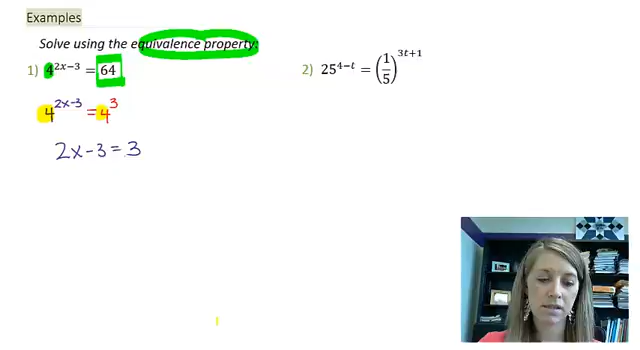 Examples
Solve using the equivalence property:
1) 4^{2x−3} = 64
4^{2x-3} = 4^3
2x - 3 = 3
2) 25^{4−t} = (1/5)^{3t+1}